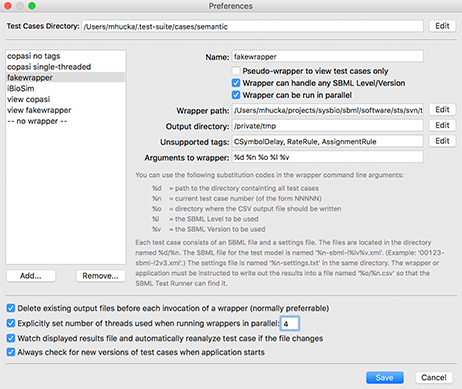 Preferences
Test Cases Directory: /Users/mhucka/.test-suite/cases/semantic Edit
copasi no tags
copasi single-threaded
fakewrapper
iBioSim
view copasi
view fakewrapper
-- no wrapper --
Add... Remove...
Name: fakewrapper
Pseudo-wrapper to view test cases only
Wrapper can handle any SBML Level/Version
Wrapper can be run in parallel
Wrapper path: /Users/mhucka/projects/sysbio/sbml/software/sts/svn/t Edit
Output directory: /private/tmp Edit
Unsupported tags: CSymbolDelay, RateRule, AssignmentRule Edit
Arguments to wrapper: %d %n %o %l %v
You can use the following substitution codes in the wrapper command line arguments:
%d = path to the directory containing all test cases
%n = current test case number (of the form NNNNN)
%o = directory where the CSV output file should be written
%l = the SBML Level to be used
%v = the SBML Version to be used
Each test case consists of an SBML file and a settings file. The files are located in the directory
named '%d/%n. The SBML file for the test model is named '%n-sbml-l%lv%v.xml'. (Example: '00123-
sbml-l2v3.xml'.) The settings file is named '%n-settings.txt' in the same directory. The wrapper or
application must be instructed to write out the results into a file named '%o/%n.csv' so that the
SBML Test Runner can find it.
Delete existing output files before each invocation of a wrapper (normally preferrable)
Explicitly set number of threads used when running wrappers in parallel: 4
Watch displayed results file and automatically reanalyze test case if the file changes
Always check for new versions of test cases when application starts
Save Cancel